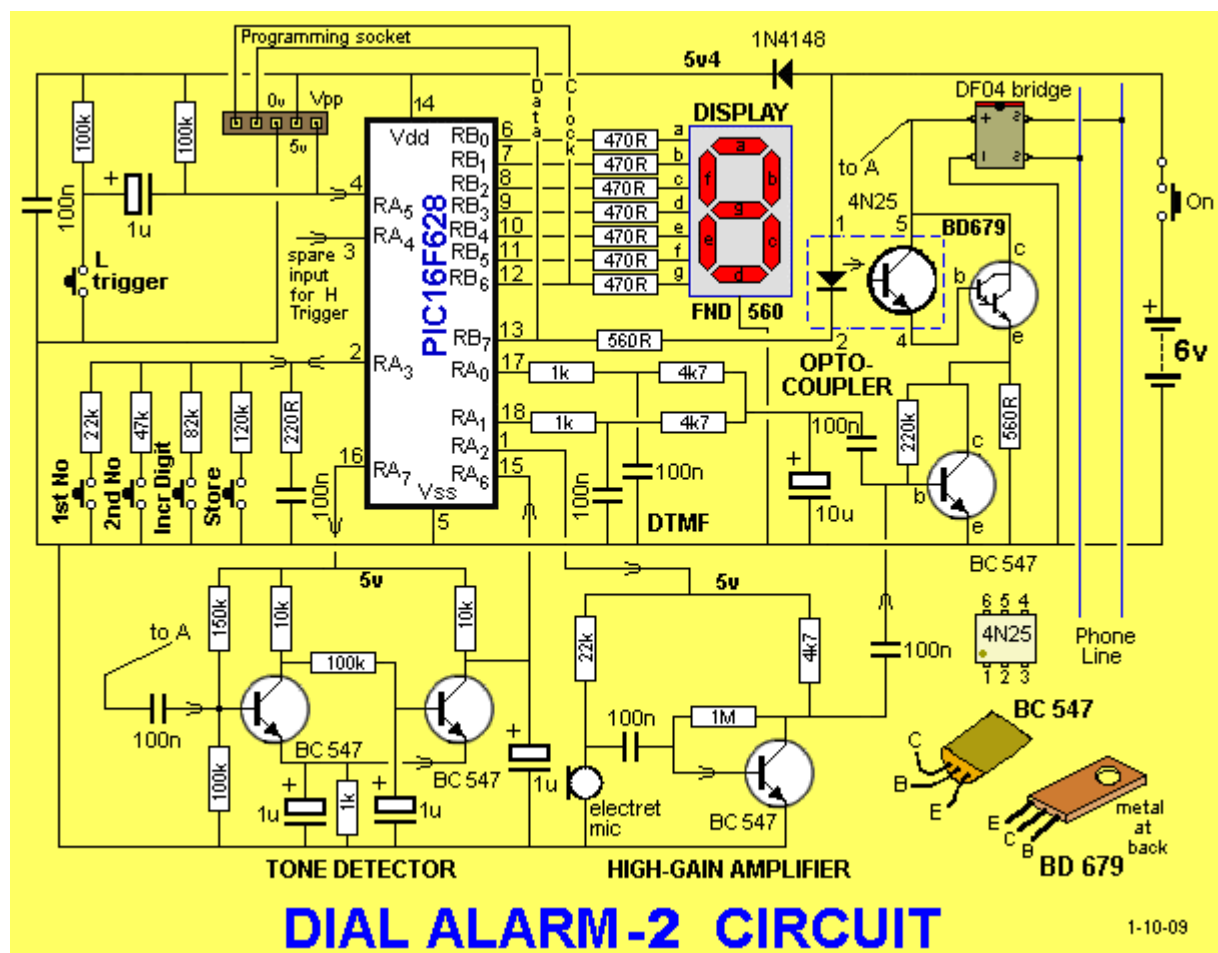 1N4148
Programming socket
5v4
DF04 bridge
Data
Clock
0v
Vpp
5v
14
DISPLAY
+
~
~
to A
100k
100k
Vdd
RB0
6
470R
a
RB1
7
470R
b
RB2
8
470R
c
RB3
9
470R
d
RB4
10
470R
e
RB5
11
470R
f
RB6
12
470R
g
a
f
b
g
e
c
d
FND 560
4N25
1
5
BD679
c
b
e
2
4
On
+
100n
1u
4
RA5
3
RA4
L
trigger
spare
input
for H
Trigger
PIC16F628
+
6v
RB7
13
560R
OPTO-
COUPLER
2
RA3
RA0
17
1k
4k7
RA1
18
1k
4k7
RA2
1
RA6
15
16
RA7
Vss
5
22k
47k
82k
120k
220R
100n
1st No
2nd No
Incr Digit
Store
100n
100n
DTMF
+
10u
100n
220k
560R
c
b
e
BC 547
5v
5v
150k
10k
10k
to A
100k
100n
100k
BC 547
BC 547
+
1u
1k
+
1u
+
1u
22k
4k7
100n
1M
electret
mic
BC 547
100n
6 5 4
4N25
1 2 3
Phone
Line
BC 547
C
B
E
E
C
B
metal
at
back
BD 679
TONE DETECTOR
HIGH-GAIN AMPLIFIER
DIAL ALARM-2 CIRCUIT
1-10-09